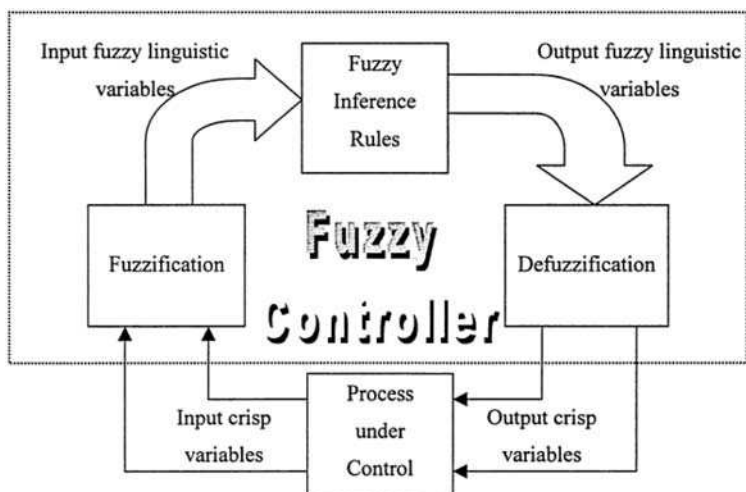 Input fuzzy linguistic
variables
Fuzzy
Inference
Rules
Output fuzzy linguistic
variables
Fuzzification
Fuzzy
Controller
Defuzzification
Input crisp
variables
Process
under
Control
Output crisp
variables